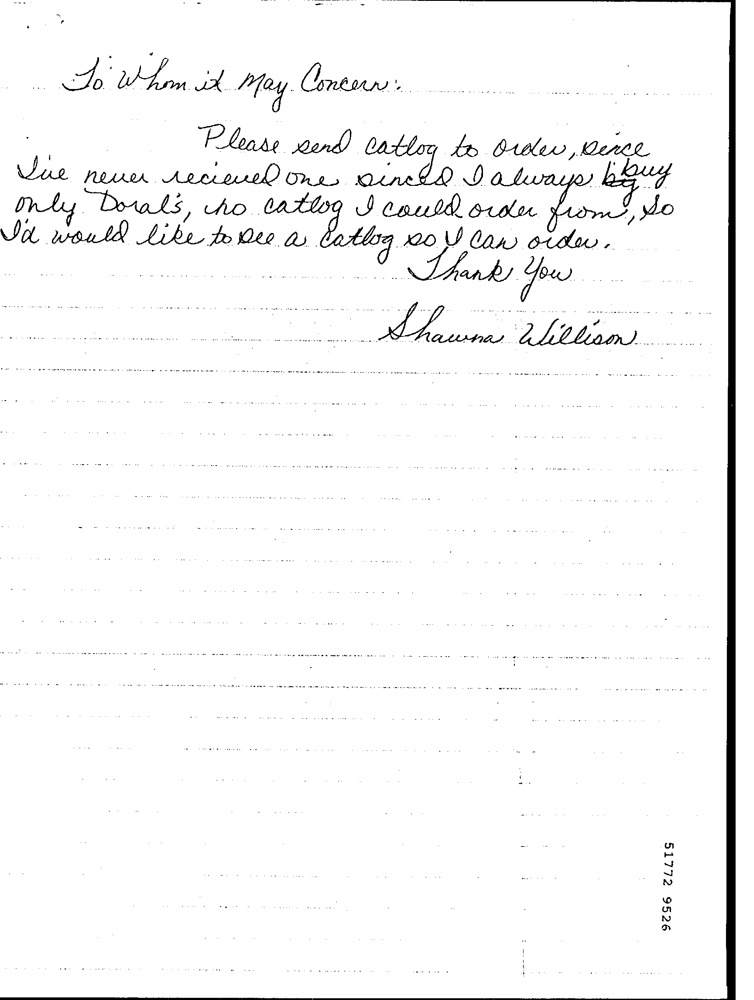 To Whom it May Concern:
Please send catlog to order, since
I've never recieved one sinced I always buy
only Doral's, no catlog I could order from, So
I'd would like to see a catlog so I can order.
Thank You
Shawna Willison
51772 9526